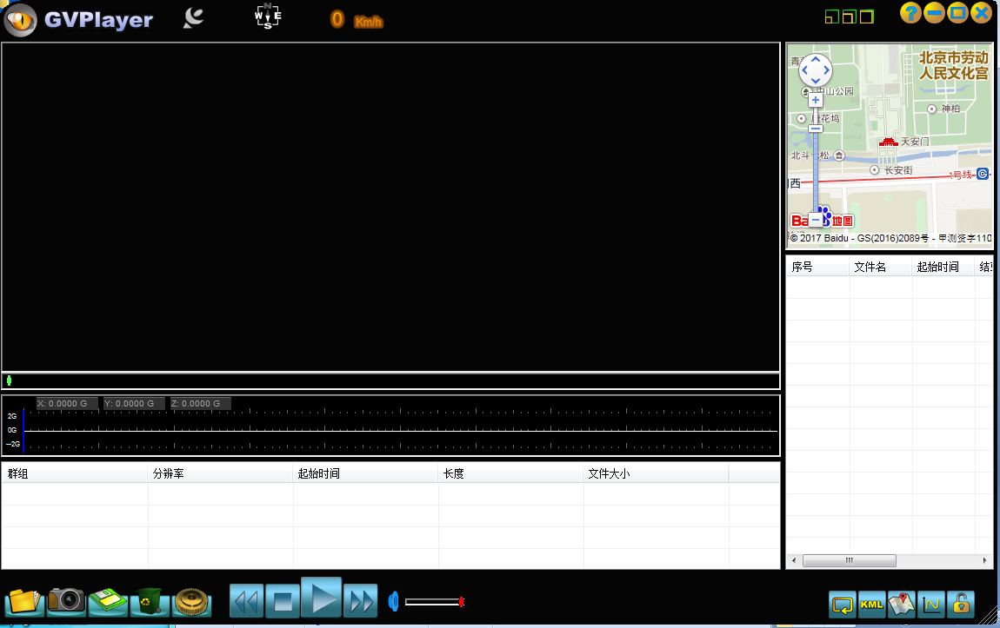 GVPlayer
N
W E
S
0 Km/h
北京市劳动
人民文化宫
中山公园
神柏
唐花坞
天安门
北斗七松
长安街
1号线
西
Bai 地图
© 2017 Baidu - GS(2016)2089号 - 甲测资字110
X: 0.0000 G Y: 0.0000 G Z: 0.0000 G
2G
0G
-2G
序号 文件名 起始时间
群组 分辨率 起始时间 长度 文件大小
KML